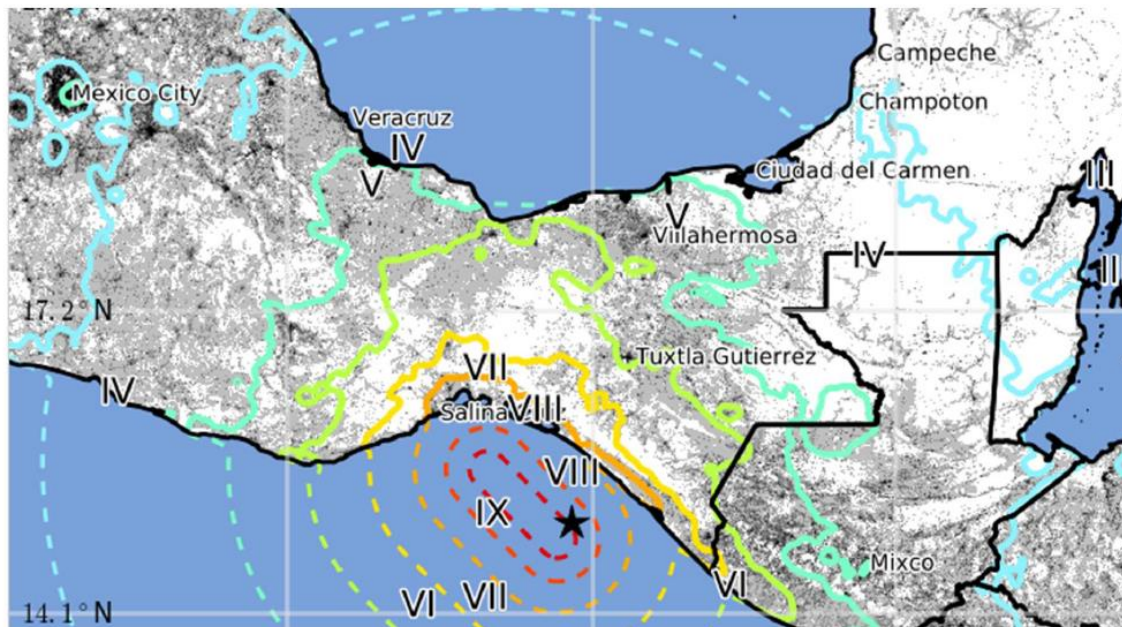 Campeche
México City
Champoton
Veracruz
IV
Ciudad del Carmen
III
V
V
Villahermosa
IV
II
17.2°N
Tuxtla Gutierrez
VII
IV
Salina
VIII
VIII
IX
Mixco
VI
VII
VI
14.1°N